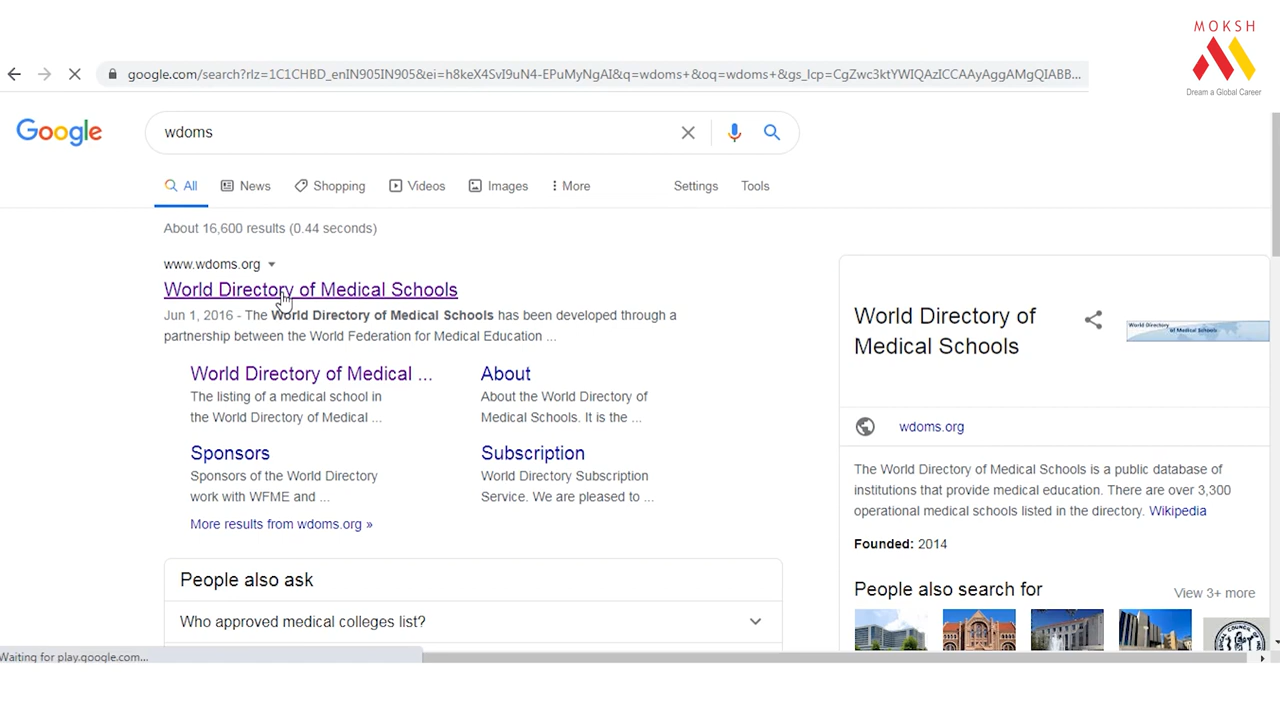 MOKSH
Dream a Global Career
google.com/search?rlz=1C1CHBD_enIN905IN905&ei=h8keX4SvI9uN4-EPuMyNgAI&q=wdoms+&oq=wdoms+&gs_lcp=CgZwc3ktYWIQAzICCAAyAggAMgQIABB...
Google
wdoms
All
News
Shopping
Videos
Images
More
Settings
Tools
About 16,600 results (0.44 seconds)
www.wdoms.org
World Directory of Medical Schools
Jun 1, 2016 - The World Directory of Medical Schools has been developed through a
partnership between the World Federation for Medical Education ...
World Directory of Medical ...
The listing of a medical school in
the World Directory of Medical ...
About
About the World Directory of
Medical Schools. It is the ...
Sponsors
Sponsors of the World Directory
work with WFME and ...
Subscription
World Directory Subscription
Service. We are pleased to ...
More results from wdoms.org »
People also ask
Who approved medical colleges list?
World Directory of
Medical Schools
World Directory
of Medical Schools
wdoms.org
The World Directory of Medical Schools is a public database of
institutions that provide medical education. There are over 3,300
operational medical schools listed in the directory. Wikipedia
Founded: 2014
People also search for
View 3+ more
Waiting for play.google.com...